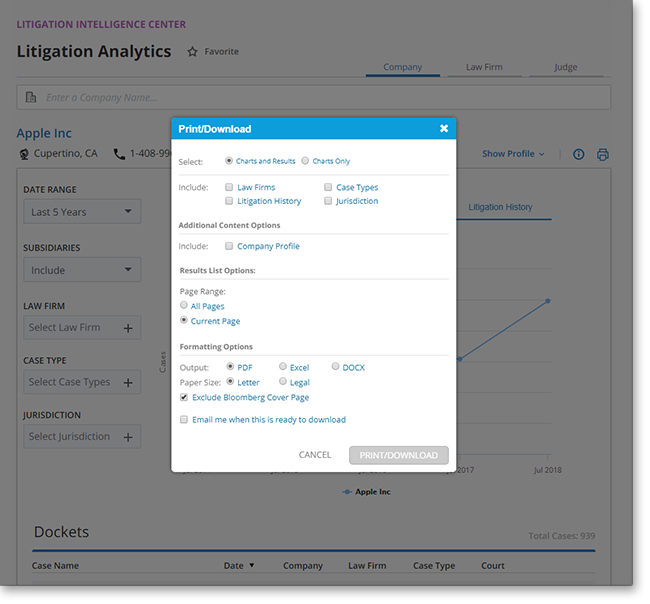 LITIGATION INTELLIGENCE CENTER
Litigation Analytics Favorite
Company Law Firm Judge
Enter a Company Name...
Apple Inc
Cupertino, CA 1-408-99
Show Profile
DATE RANGE
Last 5 Years
SUBSIDIARIES
Include
LAW FIRM
Select Law Firm +
CASE TYPE
Select Case Types +
JURISDICTION
Select Jurisdiction +
Print/Download
Select: Charts and Results Charts Only
Include: Law Firms Case Types
Litigation History Jurisdiction
Additional Content Options
Include: Company Profile
Results List Options:
Page Range:
All Pages
Current Page
Formatting Options
Output: PDF Excel DOCX
Paper Size: Letter Legal
Exclude Bloomberg Cover Page
Email me when this is ready to download
CANCEL PRINT/DOWNLOAD
Litigation History
Cases
2017 Jul 2018
Apple Inc
Dockets
Total Cases: 939
Case Name Date ▼ Company Law Firm Case Type Court